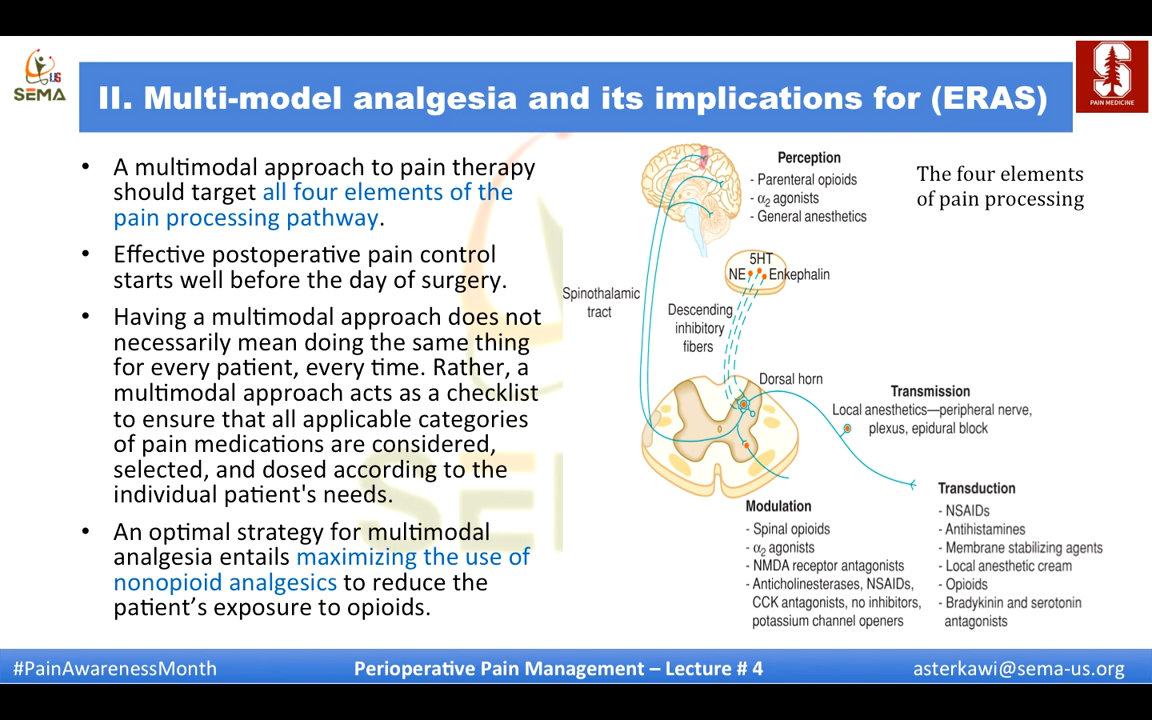 US
SEMA
II. Multi-model analgesia and its implications for (ERAS)
S
PAIN MEDICINE
• A multimodal approach to pain therapy
should target all four elements of the
pain processing pathway.
• Effective postoperative pain control
starts well before the day of surgery.
• Having a multimodal approach does not
necessarily mean doing the same thing
for every patient, every time. Rather, a
multimodal approach acts as a checklist
to ensure that all applicable categories
of pain medications are considered,
selected, and dosed according to the
individual patient's needs.
• An optimal strategy for multimodal
analgesia entails maximizing the use of
nonopioid analgesics to reduce the
patient’s exposure to opioids.
The four elements
of pain processing
Perception
- Parenteral opioids
- α₂ agonists
- General anesthetics
5HT
NE
Enkephalin
Spinothalamic
tract
Descending
inhibitory
fibers
Dorsal horn
Transmission
Local anesthetics—peripheral nerve,
plexus, epidural block
Modulation
- Spinal opioids
- α₂ agonists
- NMDA receptor antagonists
- Anticholinesterases, NSAIDs,
CCK antagonists, no inhibitors,
potassium channel openers
Transduction
- NSAIDs
- Antihistamines
- Membrane stabilizing agents
- Local anesthetic cream
- Opioids
- Bradykinin and serotonin
antagonists
#PainAwarenessMonth
Perioperative Pain Management – Lecture # 4
asterkawi@sema-us.org